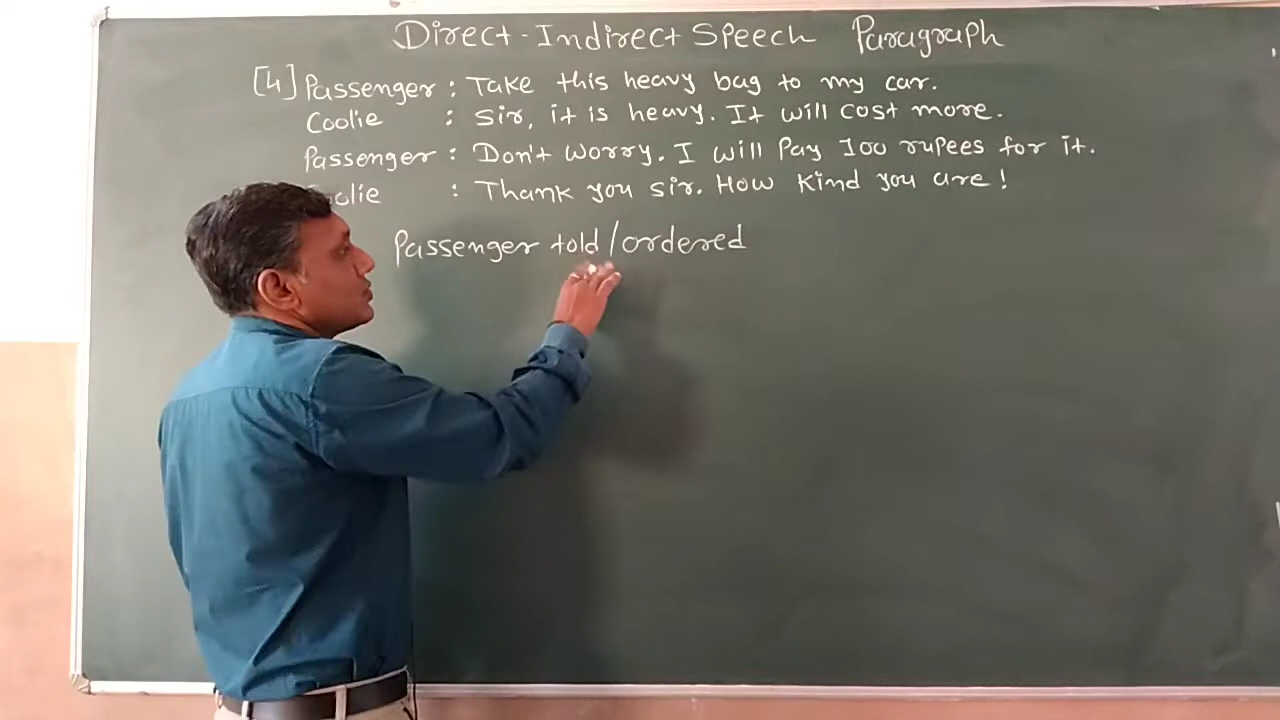 Direct-Indirect Speech Paragraph
[4] Passenger : Take this heavy bag to my car.
Coolie : Sir, it is heavy. It will cost more.
Passenger : Don't worry. I will Pay 100 rupees for it.
oolie : Thank you sir. How kind you are!
Passenger told/ordered